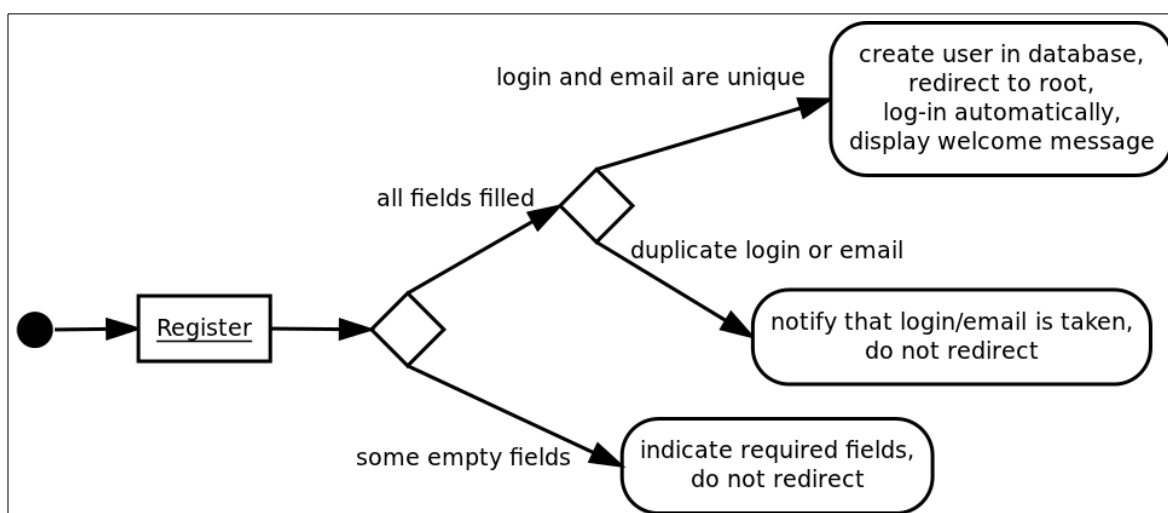 login and email are unique
create user in database,
redirect to root,
log-in automatically,
display welcome message
all fields filled
duplicate login or email
Register
notify that login/email is taken,
do not redirect
some empty fields
indicate required fields,
do not redirect